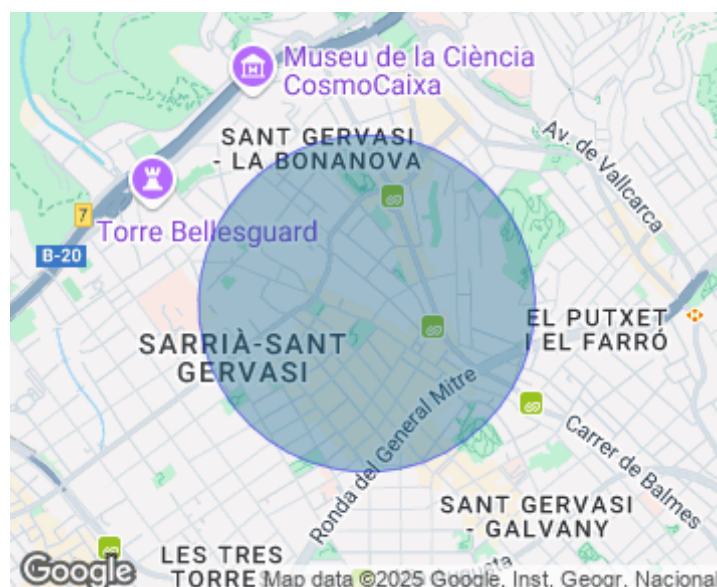 Museu de la Ciència
CosmoCaixa
SANT GERVASI
- LA BONANOVA
Av. de Vallcarca
7
Torre Bellesguard
B-20
EL PUTXET
I EL FARRÓ
SARRIÀ-SANT
GERVASI
Ronda del General Mitre
Carrer de Balmes
SANT GERVASI
- GALVANY
LES TRES
TORRES
Google
Map data ©2025 Google, Inst. Geogr. Nacional